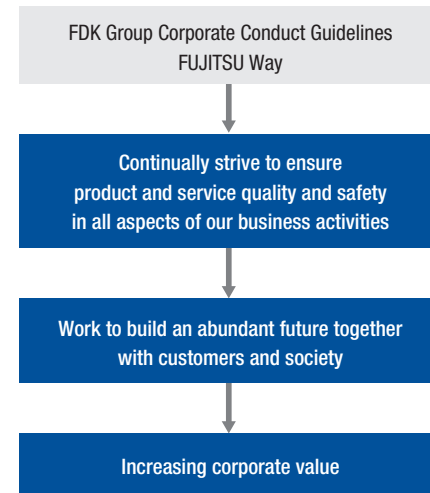 FDK Group Corporate Conduct Guidelines
FUJITSU Way
Continually strive to ensure
product and service quality and safety
in all aspects of our business activities
Work to build an abundant future together
with customers and society
Increasing corporate value